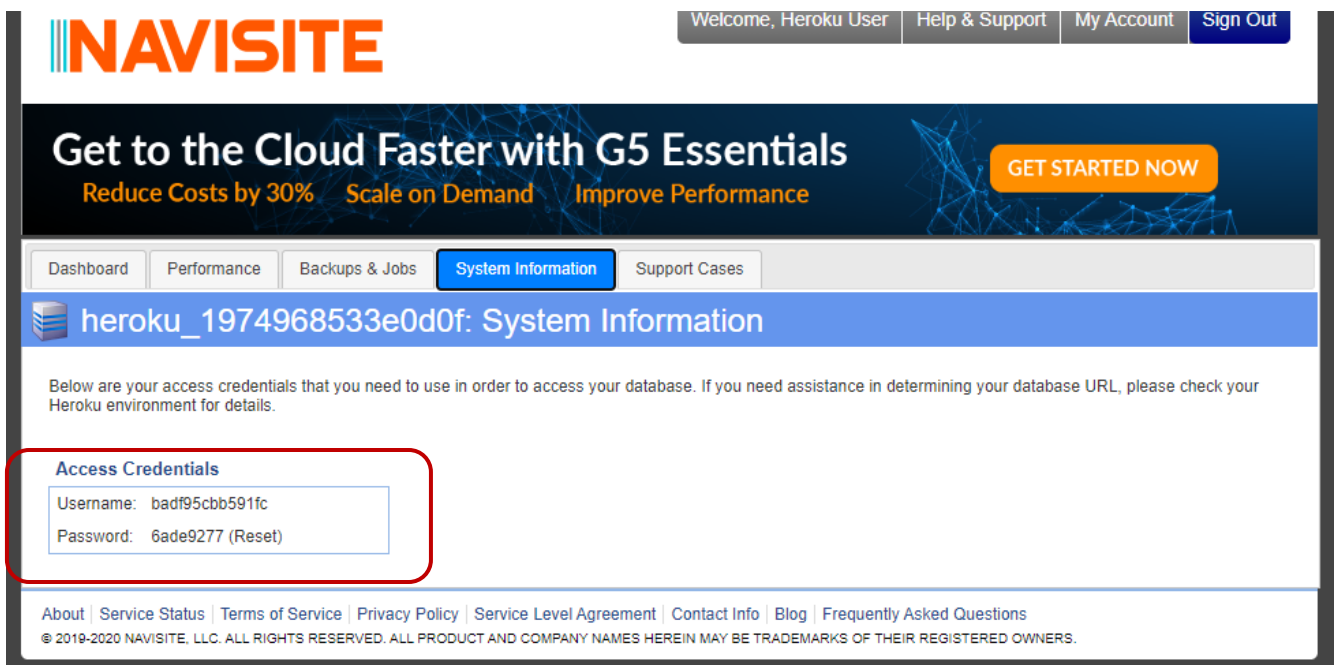 NAVISITE
Welcome, Heroku User Help & Support My Account Sign Out
Get to the Cloud Faster with G5 Essentials
Reduce Costs by 30% Scale on Demand Improve Performance
GET STARTED NOW
Dashboard Performance Backups & Jobs System Information Support Cases
heroku_1974968533e0d0f: System Information
Below are your access credentials that you need to use in order to access your database. If you need assistance in determining your database URL, please check your
Heroku environment for details.
Access Credentials
Username: badf95cbb591fc
Password: 6ade9277 (Reset)
About Service Status Terms of Service Privacy Policy Service Level Agreement Contact Info Blog Frequently Asked Questions
© 2019-2020 NAVISITE, LLC. ALL RIGHTS RESERVED. ALL PRODUCT AND COMPANY NAMES HEREIN MAY BE TRADEMARKS OF THEIR REGISTERED OWNERS.